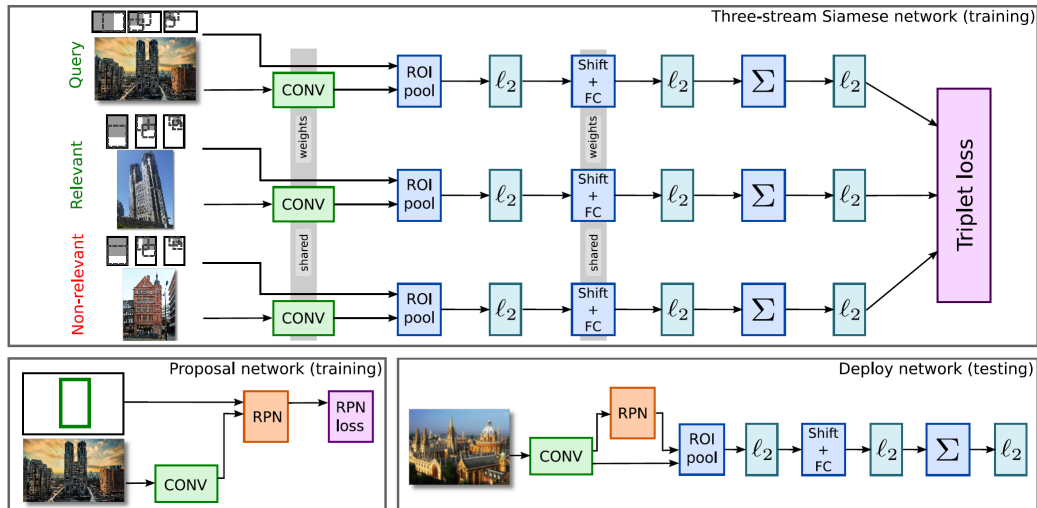 Three-stream Siamese network (training)
Query
CONV
ROI
pool
ℓ2
Shift
+
FC
ℓ2
Σ
ℓ2
weights
weights
Relevant
CONV
ROI
pool
ℓ2
Shift
+
FC
ℓ2
Σ
ℓ2
Triplet loss
shared
shared
Non-relevant
CONV
ROI
pool
ℓ2
Shift
+
FC
ℓ2
Σ
ℓ2
Proposal network (training)
RPN
RPN
loss
CONV
Deploy network (testing)
RPN
CONV
ROI
pool
ℓ2
Shift
+
FC
ℓ2
Σ
ℓ2